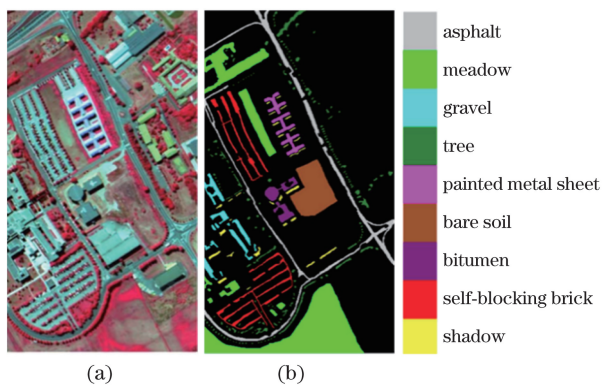 asphalt
meadow
gravel
tree
painted metal sheet
bare soil
bitumen
self-blocking brick
shadow
(a)
(b)